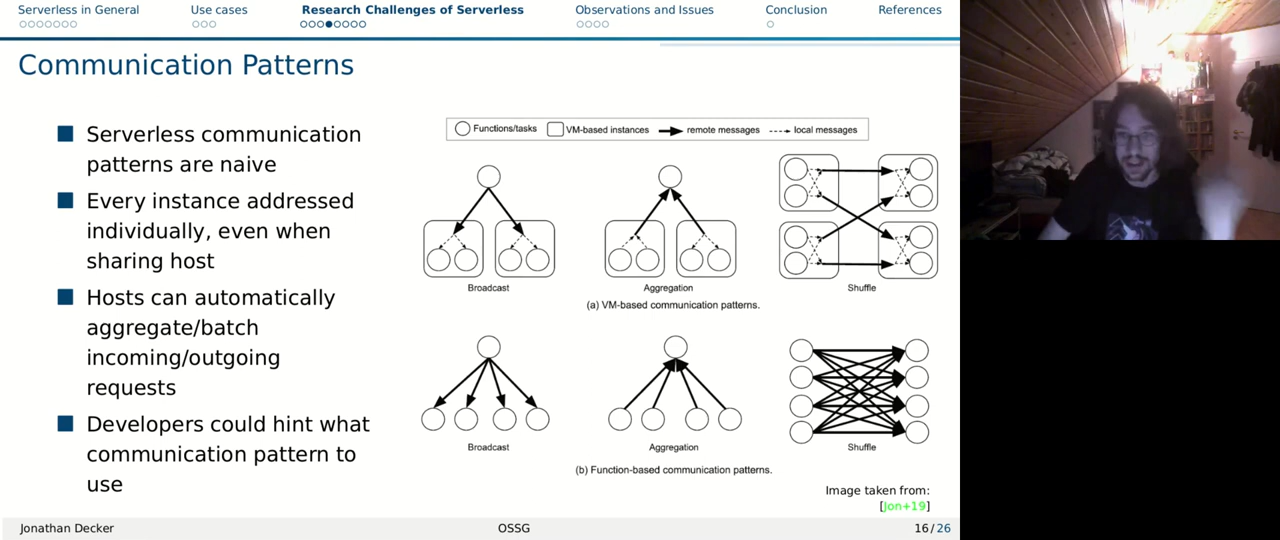 Serverless in General
Use cases
Research Challenges of Serverless
Observations and Issues
Conclusion
References
Communication Patterns
Serverless communication
patterns are naive
Every instance addressed
individually, even when
sharing host
Hosts can automatically
aggregate/batch
incoming/outgoing
requests
Developers could hint what
communication pattern to
use
Functions/tasks
VM-based instances
remote messages
local messages
Broadcast
Aggregation
Shuffle
(a) VM-based communication patterns.
Broadcast
Aggregation
Shuffle
(b) Function-based communication patterns.
Image taken from:
[Jon+19]
Jonathan Decker
OSSG
16/26